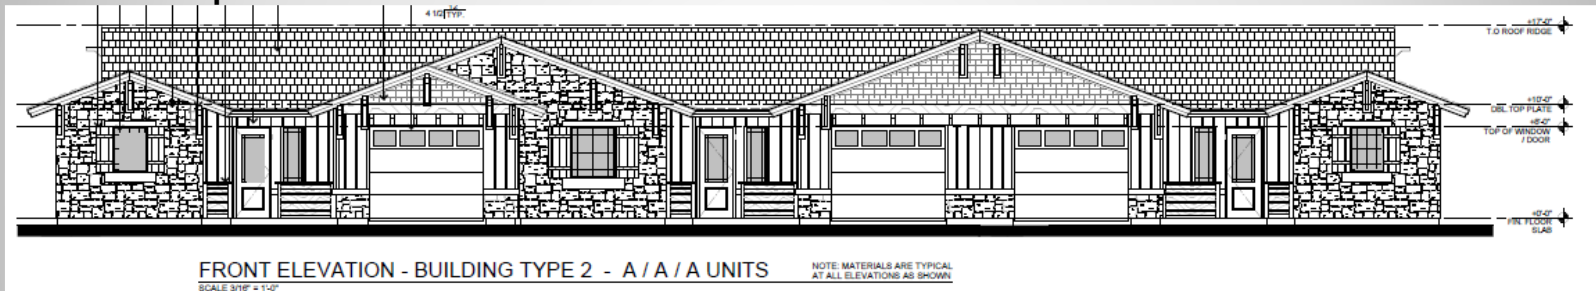 4 1/2
TYP.
+17'-0"
T.O ROOF RIDGE
+10'-0"
DBL. TOP PLATE
+8'-0"
TOP OF WINDOW
/ DOOR
+0'-0"
FIN. FLOOR
SLAB
FRONT ELEVATION - BUILDING TYPE 2 - A / A / A UNITS
SCALE 3/16" = 1'-0"
NOTE: MATERIALS ARE TYPICAL
AT ALL ELEVATIONS AS SHOWN